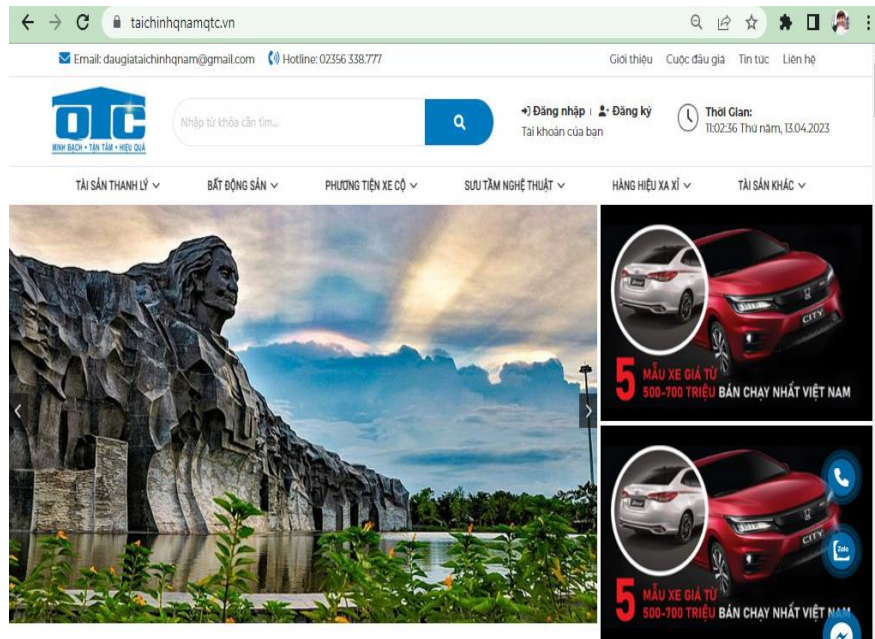 taichinhqnamqtc.vn
Email: daugiataichinhqnam@gmail.com Hotline: 02356 338.777 Giới thiệu Cuộc đấu giá Tin tức Liên hệ
QTC
MINH BẠCH • TẬN TÂM • HIỆU QUẢ
Nhập từ khóa cần tìm...
Đăng nhập | Đăng ký
Tài khoản của bạn
Thời Gian:
11:02:36 Thứ năm, 13.04.2023
TÀI SẢN THANH LÝ BẤT ĐỘNG SẢN PHƯƠNG TIỆN XE CỘ SƯU TẦM NGHỆ THUẬT HÀNG HIỆU XA XỈ TÀI SẢN KHÁC
CITY
5 MẪU XE GIÁ TỪ
500-700 TRIỆU BÁN CHẠY NHẤT VIỆT NAM
CITY
5 MẪU XE GIÁ TỪ
500-700 TRIỆU BÁN CHẠY NHẤT VIỆT NAM
Zalo